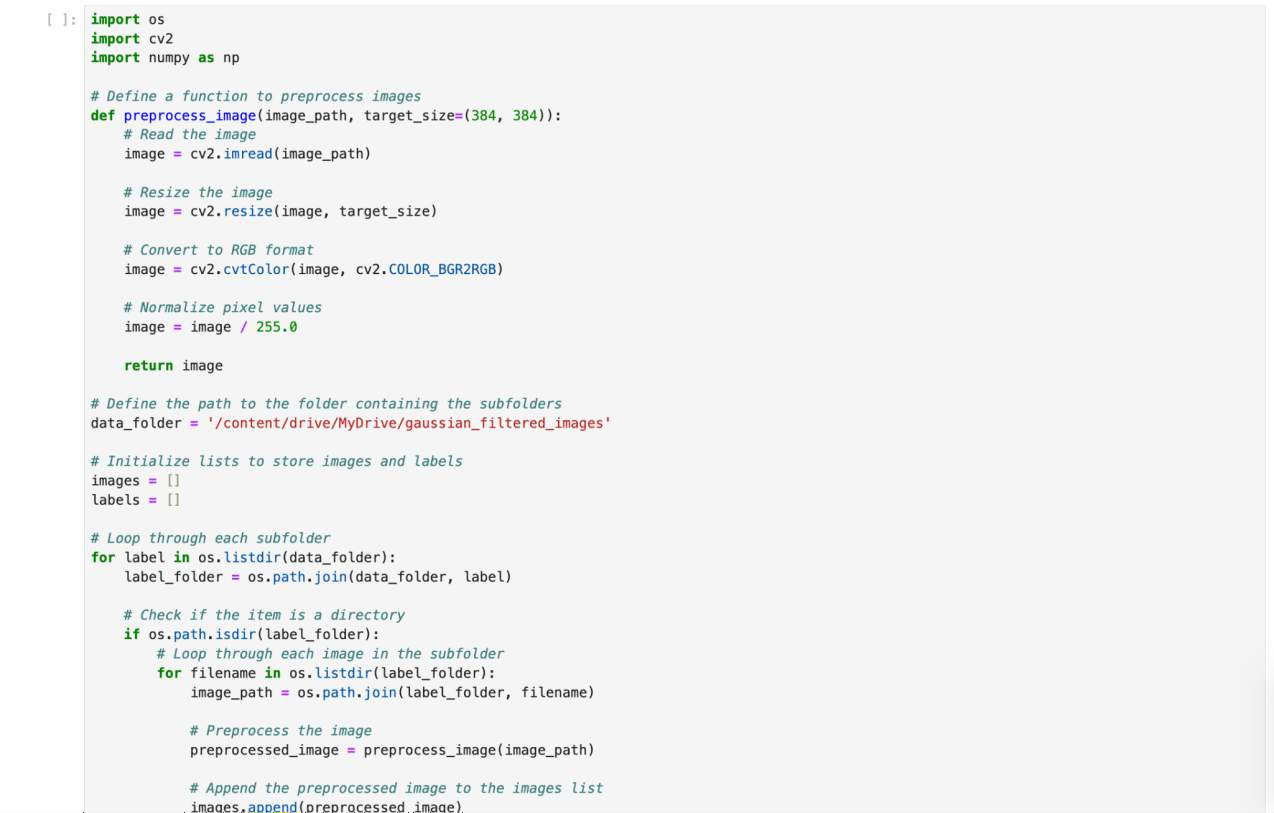 [ ]: import os
import cv2
import numpy as np
# Define a function to preprocess images
def preprocess_image(image_path, target_size=(384, 384)):
    # Read the image
    image = cv2.imread(image_path)
    # Resize the image
    image = cv2.resize(image, target_size)
    # Convert to RGB format
    image = cv2.cvtColor(image, cv2.COLOR_BGR2RGB)
    # Normalize pixel values
    image = image / 255.0
    return image
# Define the path to the folder containing the subfolders
data_folder = '/content/drive/MyDrive/gaussian_filtered_images'
# Initialize lists to store images and labels
images = []
labels = []
# Loop through each subfolder
for label in os.listdir(data_folder):
    label_folder = os.path.join(data_folder, label)
    # Check if the item is a directory
    if os.path.isdir(label_folder):
        # Loop through each image in the subfolder
        for filename in os.listdir(label_folder):
            image_path = os.path.join(label_folder, filename)
            # Preprocess the image
            preprocessed_image = preprocess_image(image_path)
            # Append the preprocessed image to the images list
            images.append(preprocessed_image)